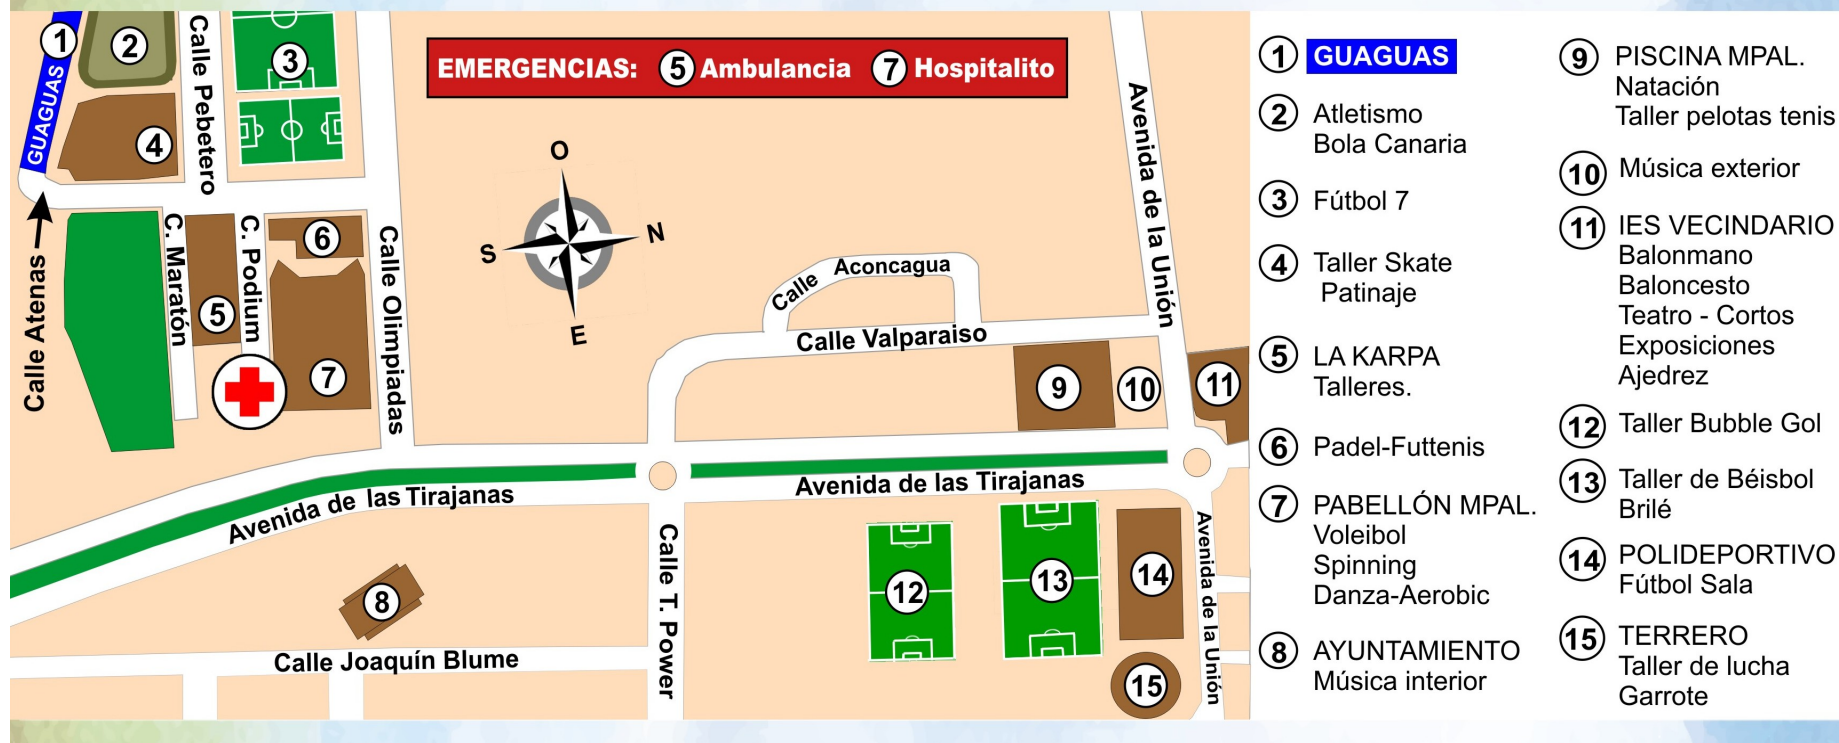 1
GUAGUAS
2
Calle Pebetero
3
4
EMERGENCIAS: 5 Ambulancia 7 Hospitalito
O
S
N
E
Avenida de la Unión
Calle Atenas
C. Maratón
5
C. Podium
6
7
Calle Olimpiadas
Calle Aconcagua
Calle Valparaiso
9
10
11
Avenida de las Tirajanas
Avenida de las Tirajanas
8
Calle Joaquín Blume
Calle T. Power
12
13
14
15
Avenida de la Unión
1 GUAGUAS
2 Atletismo
Bola Canaria
3 Fútbol 7
4 Taller Skate
Patinaje
5 LA KARPA
Talleres.
6 Padel-Futtenis
7 PABELLÓN MPAL.
Voleibol
Spinning
Danza-Aerobic
8 AYUNTAMIENTO
Música interior
9 PISCINA MPAL.
Natación
Taller pelotas tenis
10 Música exterior
11 IES VECINDARIO
Balonmano
Baloncesto
Teatro - Cortos
Exposiciones
Ajedrez
12 Taller Bubble Gol
13 Taller de Béisbol
Brilé
14 POLIDEPORTIVO
Fútbol Sala
15 TERRERO
Taller de lucha
Garrote